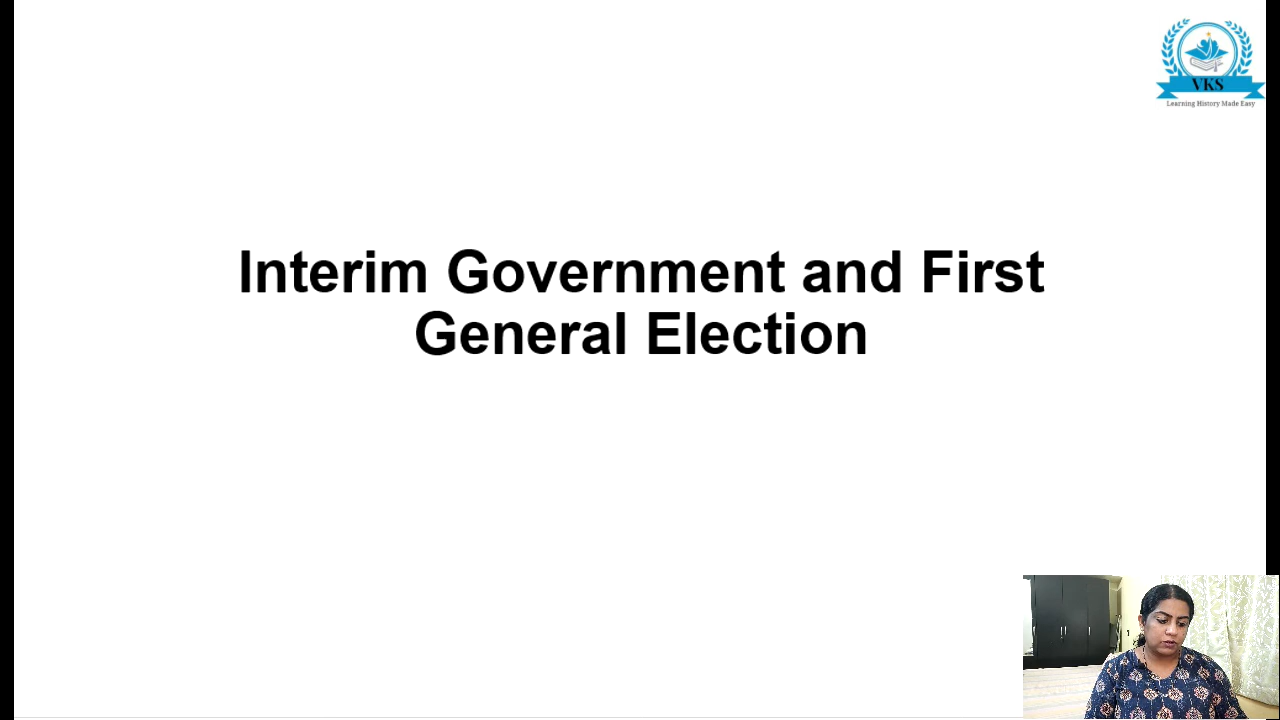 VKS
Learning History Made Easy
Interim Government and First
General Election